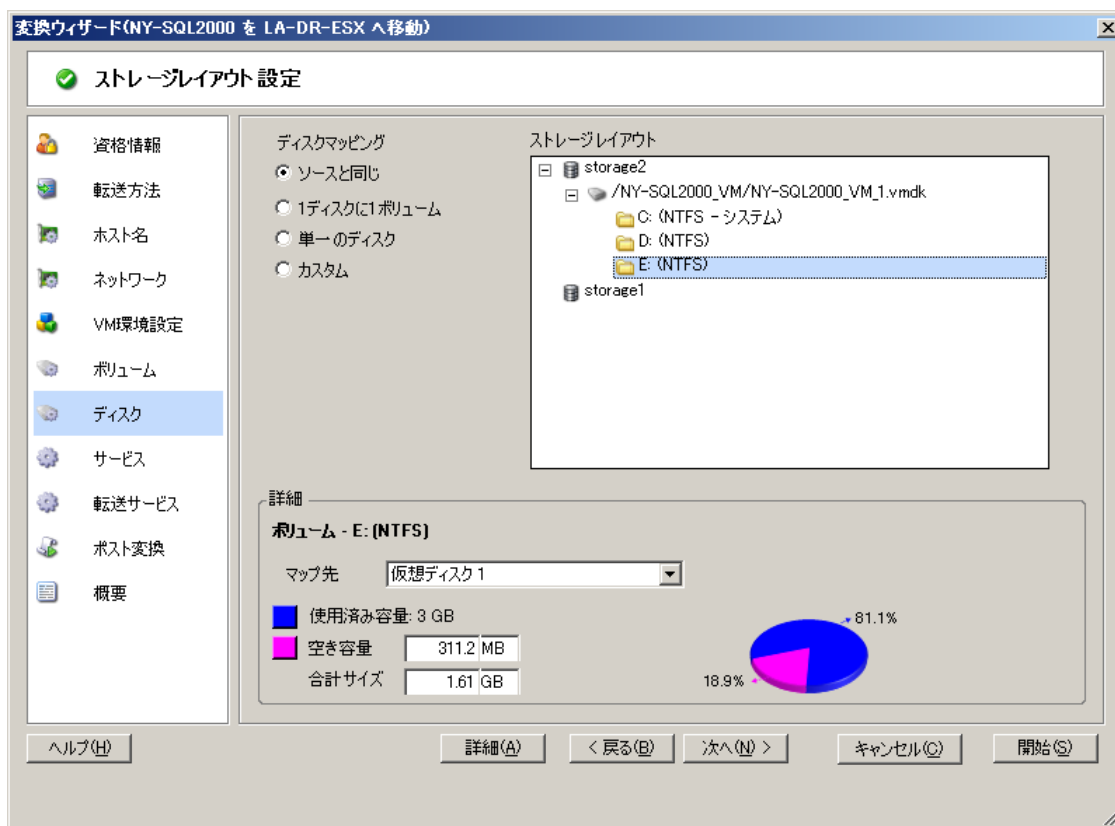 変換ウィザード(NY-SQL2000 を LA-DR-ESX へ移動)
ストレージレイアウト 設定
資格情報
転送方法
ホスト名
ネットワーク
VM環境設定
ボリューム
ディスク
サービス
転送サービス
ポスト変換
概要
ディスクマッピング
ソースと同じ
1ディスクに1ボリューム
単一のディスク
カスタム
ストレージレイアウト
storage2
/NY-SQL2000_VM/NY-SQL2000_VM_1.vmdk
C: (NTFS - システム)
D: (NTFS)
E: (NTFS)
storage1
詳細
ボリューム - E: (NTFS)
マップ先 仮想ディスク 1
使用済み容量: 3 GB
空き容量 311.2 MB
合計サイズ 1.61 GB
81.1%
18.9%
ヘルプ(H) 詳細(A) < 戻る(B) 次へ(N) > キャンセル(C) 開始(S)